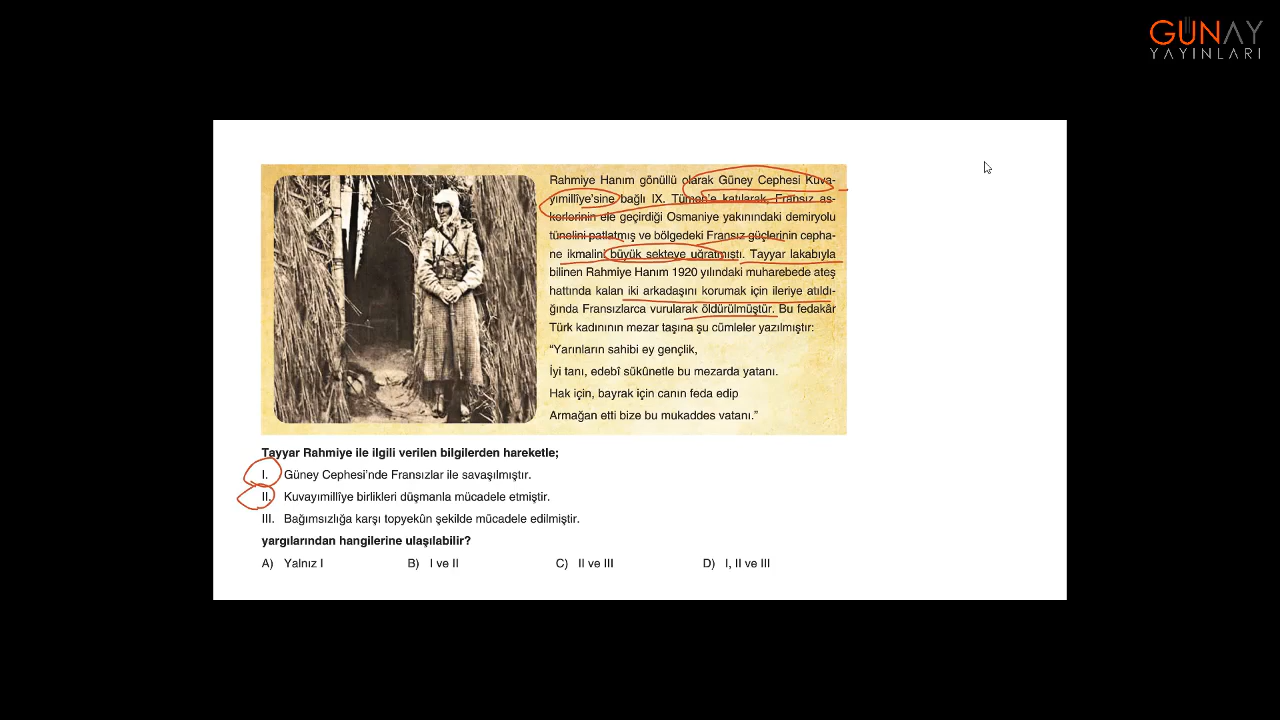 GÜNAY
YAYINLARI
Rahmiye Hanım gönüllü olarak Güney Cephesi Kuva-
yımillîye'sine bağlı IX. Tümen'e katılarak, Fransız as-
kerlerinin ele geçirdiği Osmaniye yakınındaki demiryolu
tünelini patlatmış ve bölgedeki Fransız güçlerinin cepha-
ne ikmalini büyük sekteye uğratmıştı. Tayyar lakabıyla
bilinen Rahmiye Hanım 1920 yılındaki muharebede ateş
hattında kalan iki arkadaşını korumak için ileriye atıldı-
ğında Fransızlarca vurularak öldürülmüştür. Bu fedakâr
Türk kadınının mezar taşına şu cümleler yazılmıştır:
“Yarınların sahibi ey gençlik,
İyi tanı, edebî sükûnetle bu mezarda yatanı.
Hak için, bayrak için canın feda edip
Armağan etti bize bu mukaddes vatanı.”
Tayyar Rahmiye ile ilgili verilen bilgilerden hareketle;
I. Güney Cephesi’nde Fransızlar ile savaşılmıştır.
II. Kuvayımillîye birlikleri düşmanla mücadele etmiştir.
III. Bağımsızlığa karşı topyekûn şekilde mücadele edilmiştir.
yargılarından hangilerine ulaşılabilir?
A) Yalnız I B) I ve II C) II ve III D) I, II ve III